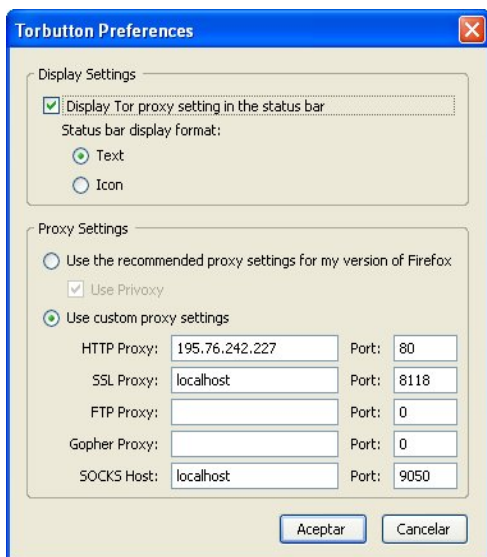 Torbutton Preferences
Display Settings
Display Tor proxy setting in the status bar
Status bar display format:
Text
Icon
Proxy Settings
Use the recommended proxy settings for my version of Firefox
Use Privoxy
Use custom proxy settings
HTTP Proxy: 195.76.242.227 Port: 80
SSL Proxy: localhost Port: 8118
FTP Proxy: Port: 0
Gopher Proxy: Port: 0
SOCKS Host: localhost Port: 9050
Aceptar Cancelar